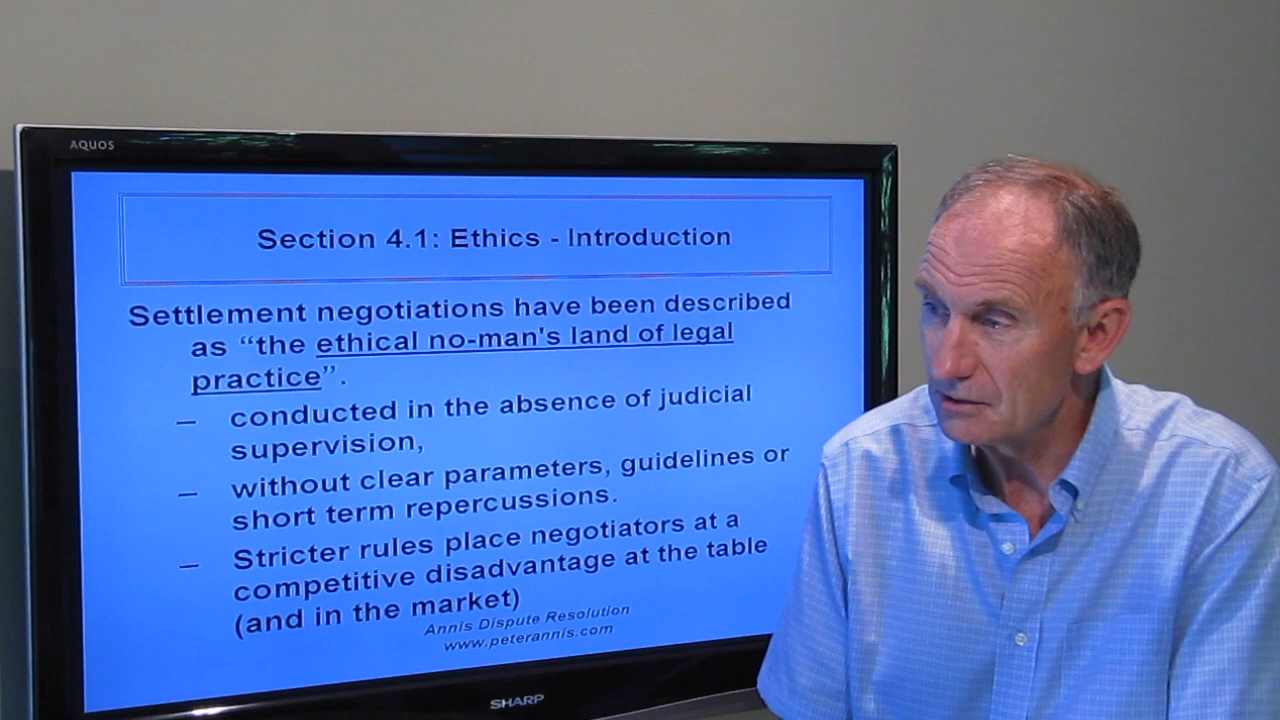 AQUOS
Section 4.1: Ethics - Introduction
Settlement negotiations have been described
as “the ethical no-man's land of legal
practice”.
– conducted in the absence of judicial
supervision,
– without clear parameters, guidelines or
short term repercussions.
– Stricter rules place negotiators at a
competitive disadvantage at the table
(and in the market)
Annis Dispute Resolution
www.peterannis.com
SHARP